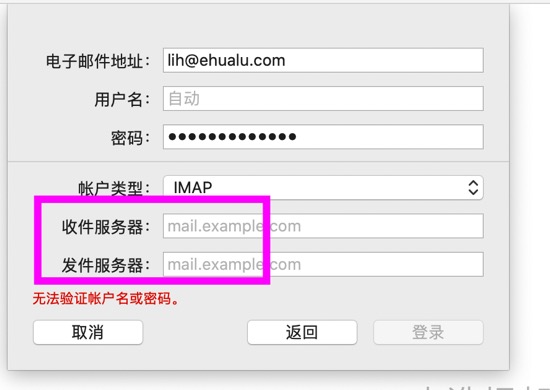 电子邮件地址： lih@ehualu.com
用户名： 自动
密码： ●●●●●●●●●●●●●
帐户类型： IMAP
收件服务器： mail.example.com
发件服务器： mail.example.com
无法验证帐户名或密码。
取消 返回 登录